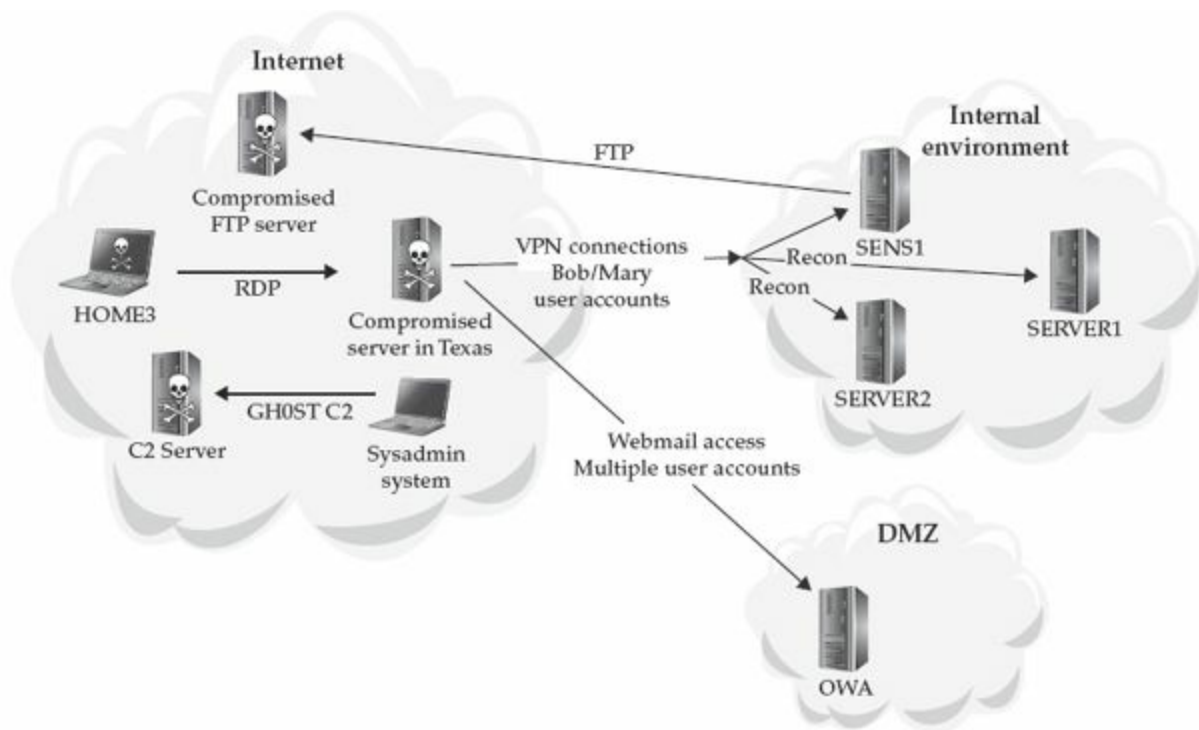 Internet
Compromised
FTP server
HOME3
RDP
Compromised
server in Texas
C2 Server
GH0ST C2
Sysadmin
system
FTP
VPN connections
Bob/Mary
user accounts
Internal
environment
SENS1
Recon
Recon
SERVER1
SERVER2
Webmail access
Multiple user accounts
DMZ
OWA